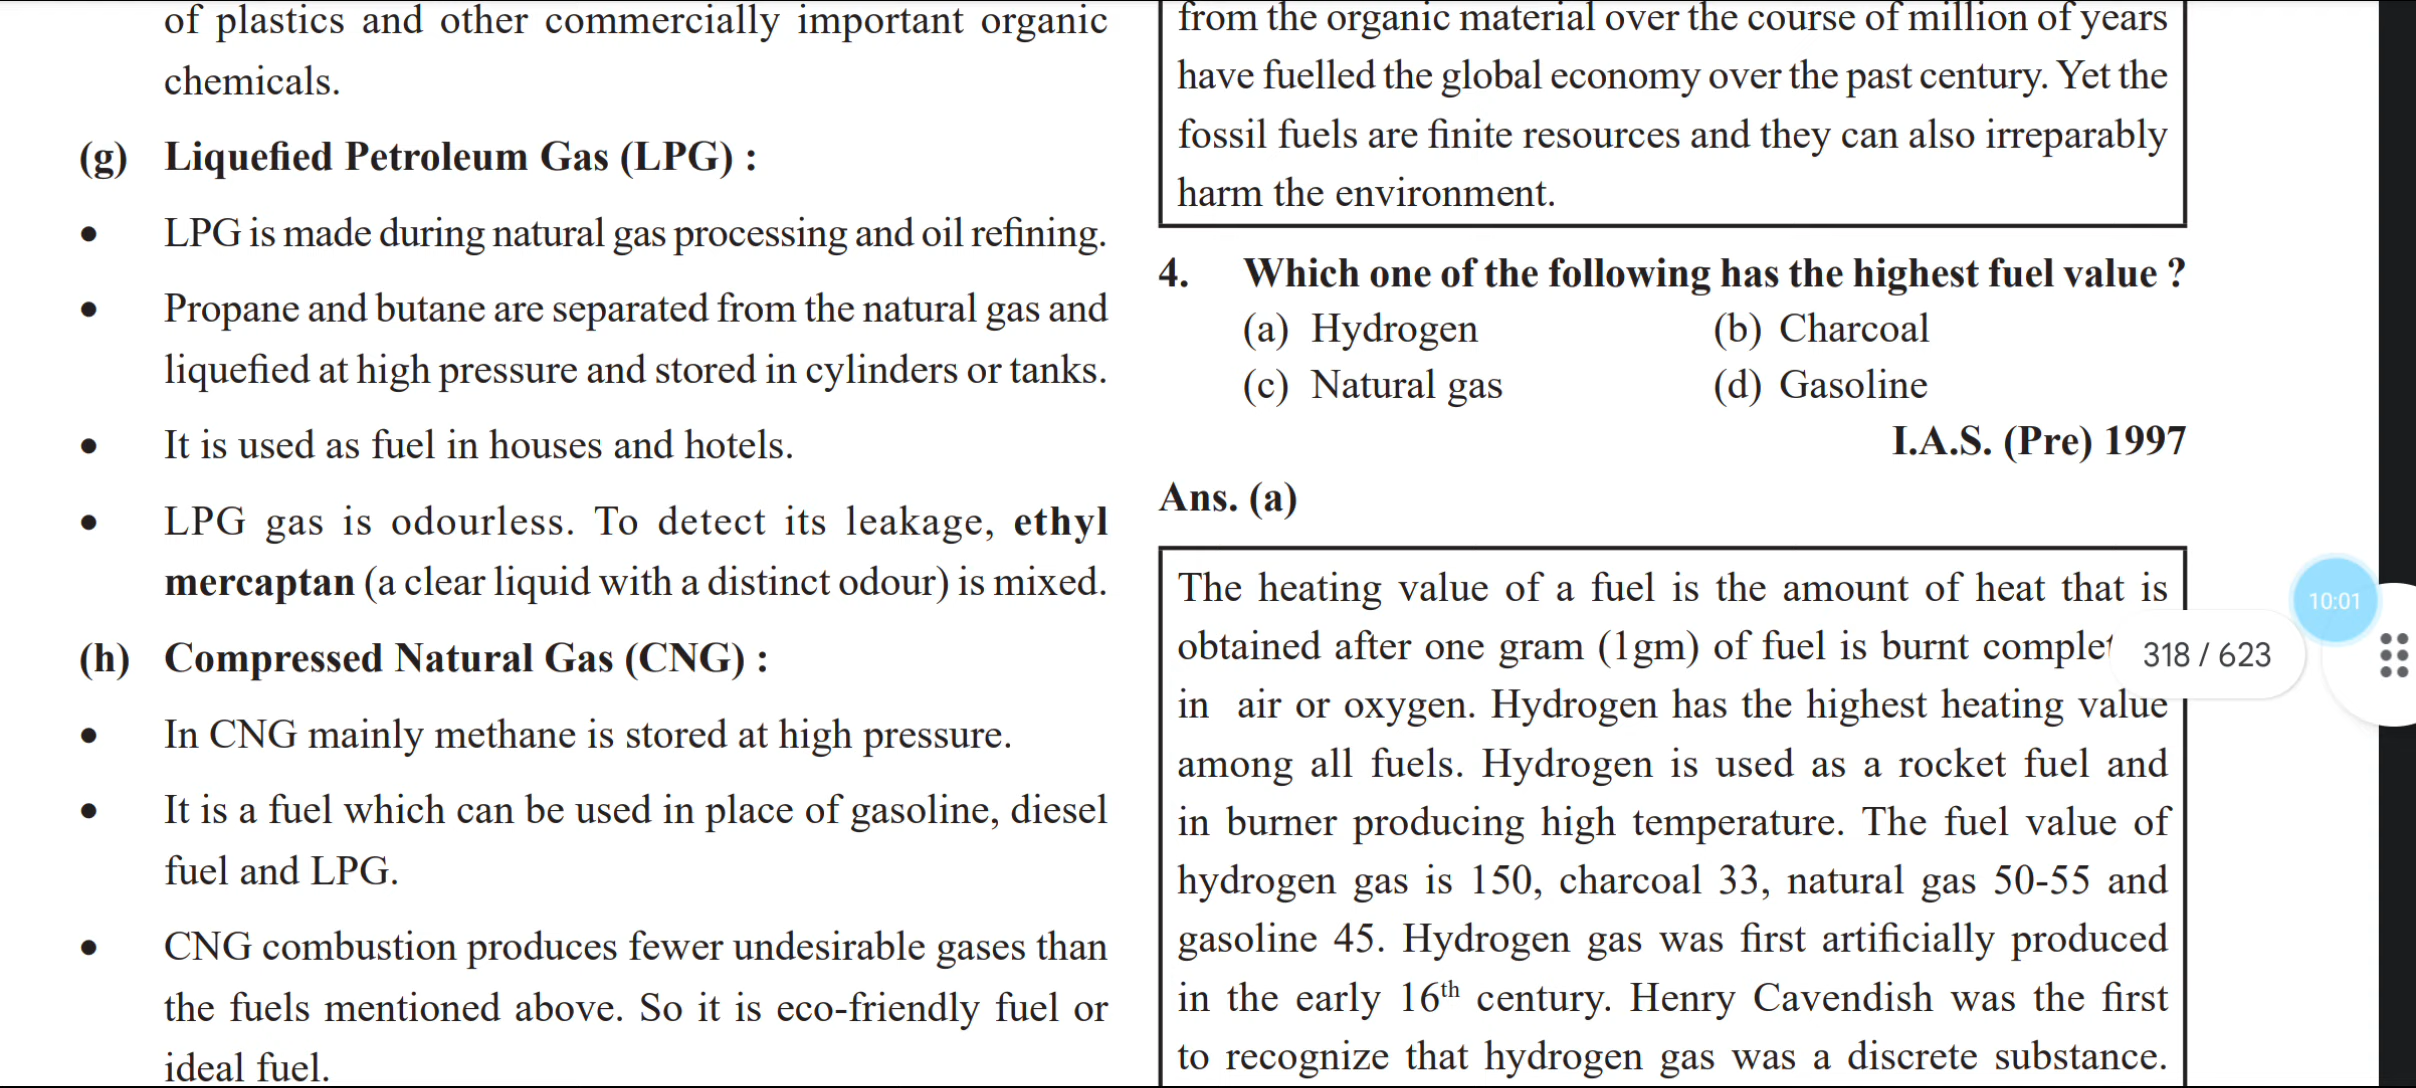 of plastics and other commercially important organic
chemicals.
(g) Liquefied Petroleum Gas (LPG) :
• LPG is made during natural gas processing and oil refining.
• Propane and butane are separated from the natural gas and
liquefied at high pressure and stored in cylinders or tanks.
• It is used as fuel in houses and hotels.
• LPG gas is odourless. To detect its leakage, ethyl
mercaptan (a clear liquid with a distinct odour) is mixed.
(h) Compressed Natural Gas (CNG) :
• In CNG mainly methane is stored at high pressure.
• It is a fuel which can be used in place of gasoline, diesel
fuel and LPG.
• CNG combustion produces fewer undesirable gases than
the fuels mentioned above. So it is eco-friendly fuel or
ideal fuel.
from the organic material over the course of million of years
have fuelled the global economy over the past century. Yet the
fossil fuels are finite resources and they can also irreparably
harm the environment.
4. Which one of the following has the highest fuel value ?
(a) Hydrogen (b) Charcoal
(c) Natural gas (d) Gasoline
I.A.S. (Pre) 1997
Ans. (a)
The heating value of a fuel is the amount of heat that is
obtained after one gram (1gm) of fuel is burnt
in air or oxygen. Hydrogen has the highest heating value
among all fuels. Hydrogen is used as a rocket fuel and
in burner producing high temperature. The fuel value of
hydrogen gas is 150, charcoal 33, natural gas 50-55 and
gasoline 45. Hydrogen gas was first artificially produced
in the early 16th century. Henry Cavendish was the first
to recognize that hydrogen gas was a discrete substance.
10:01
318 / 623